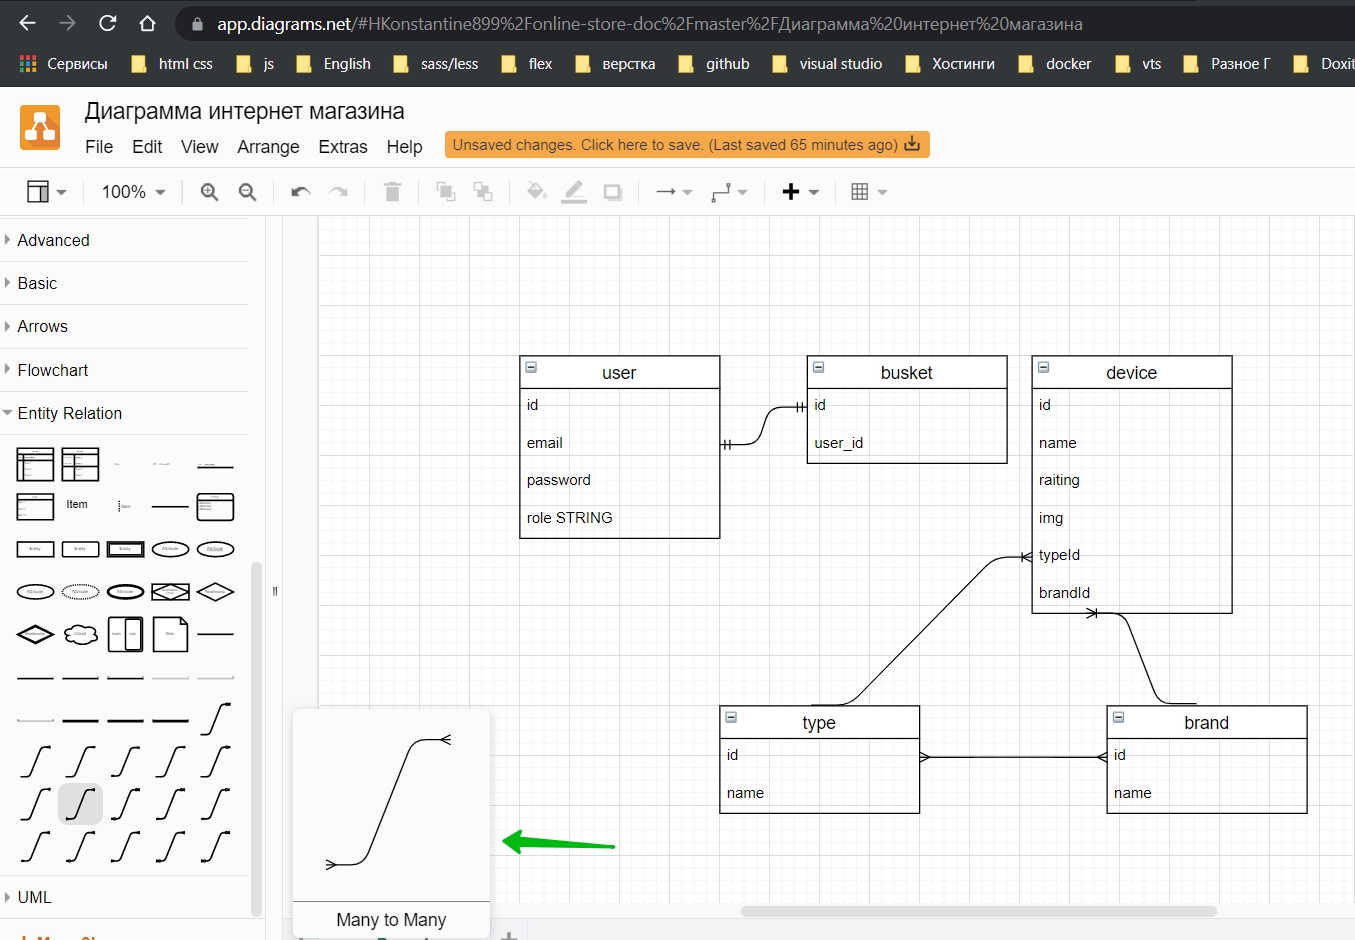 app.diagrams.net/#HKonstantine899%2Fonline-store-doc%2Fmaster%2FДиаграмма%20интернет%20магазина
Сервисы html css js English sass/less flex верстка github visual studio Хостинги docker vts Разное Г Doxit
Диаграмма интернет магазина
File Edit View Arrange Extras Help Unsaved changes. Click here to save. (Last saved 65 minutes ago)
100%
Advanced
Basic
Arrows
Flowchart
Entity Relation
Item
UML
user
id
email
password
role STRING
busket
id
user_id
device
id
name
raiting
img
typeId
brandId
type
id
name
brand
id
name
Many to Many